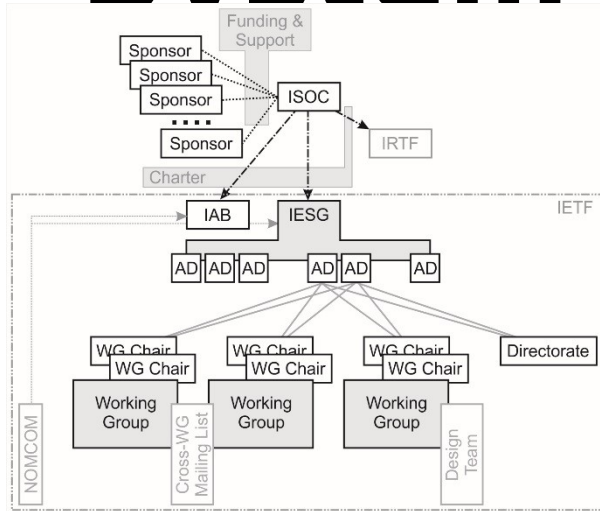 Funding &
Support
Sponsor
Sponsor
Sponsor
Sponsor
ISOC
IRTF
Charter
IETF
IAB
IESG
AD
AD
AD
AD
AD
AD
WG Chair
WG Chair
WG Chair
WG Chair
WG Chair
WG Chair
Directorate
Working
Group
Working
Group
Working
Group
NOMCOM
Cross-WG
Mailing List
Design
Team